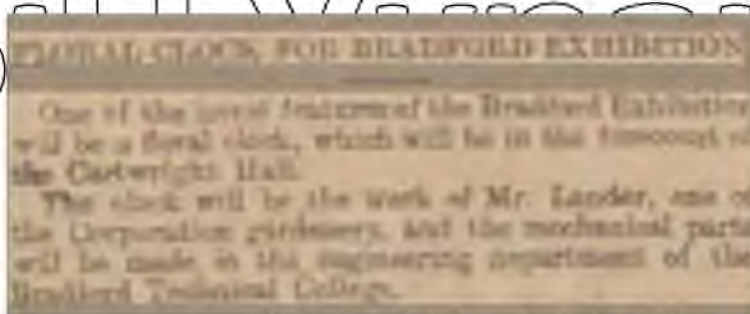 FLORAL CLOCK FOR BRADFORD EXHIBITION
One of the novel features of the Bradford Exhibition
will be a floral clock, which will be in the forecourt of
the Cartwright Hall.
The clock will be the work of Mr. Lander, one of
the Corporation gardeners, and the mechanical parts
will be made in the engineering department of the
Bradford Technical College.